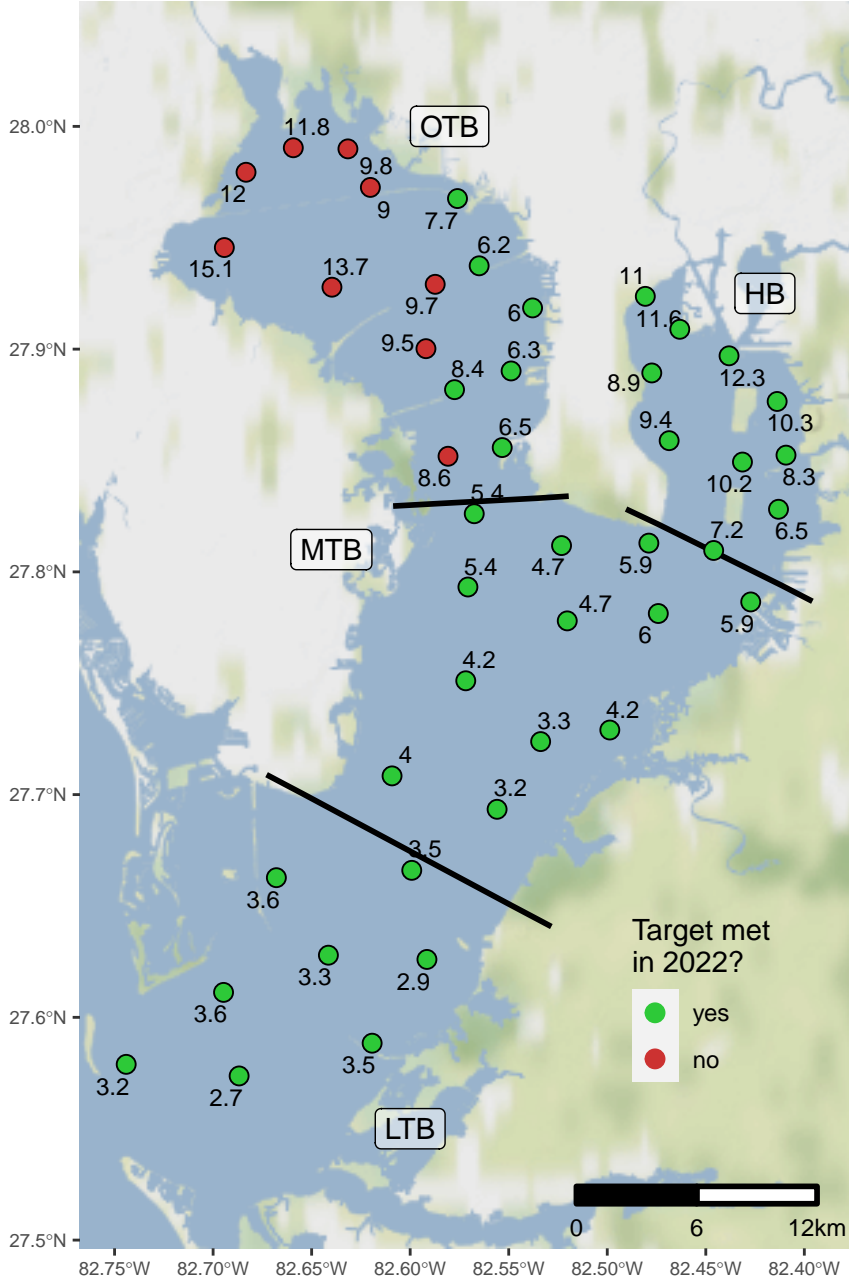 28.0°N
27.9°N
27.8°N
27.7°N
27.6°N
27.5°N
11.8
OTB
9.8
12
9
7.7
6.2
15.1
13.7
9.7
6
11
HB
11.6
9.5
6.3
8.4
8.9
12.3
10.3
9.4
6.5
8.6
10.2
8.3
5.4
6.5
7.2
MTB
4.7
5.9
5.4
4.7
6
5.9
4.2
3.3
4.2
4
3.2
3.5
3.6
Target met
in 2022?
yes
no
3.3
2.9
3.6
3.5
3.2
2.7
LTB
0
6
12km
82.75°W
82.70°W
82.65°W
82.60°W
82.55°W
82.50°W
82.45°W
82.40°W